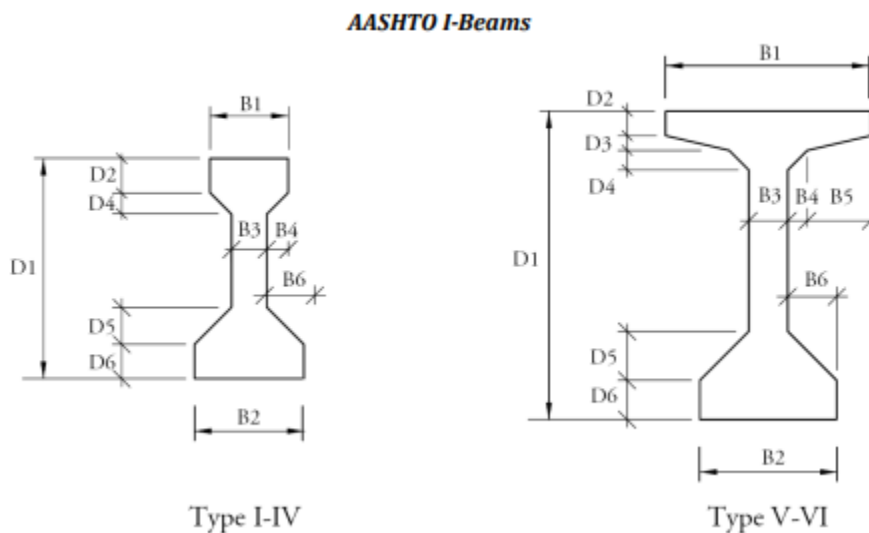 AASHTO I-Beams
B1
D2
D4
B3
B4
D1
B6
D5
D6
B2
Type I-IV
B1
D2
D3
D4
B3
B4
B5
D1
B6
D5
D6
B2
Type V-VI